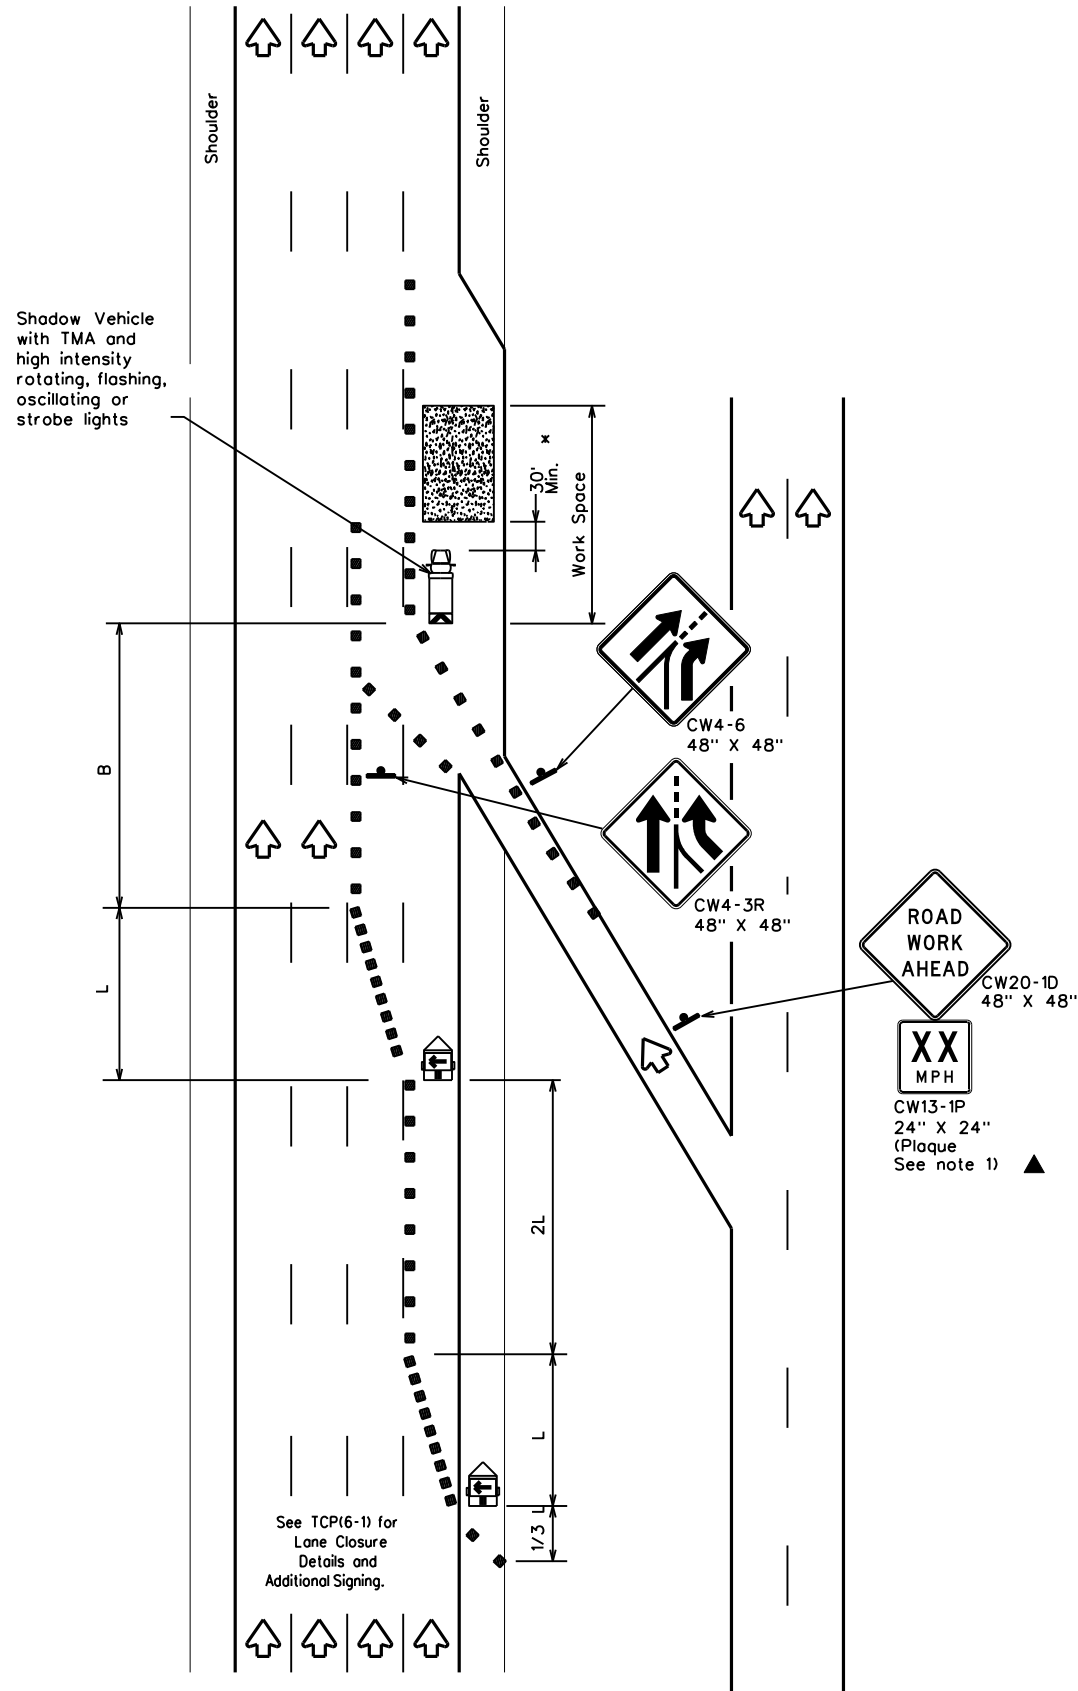 Shoulder
Shoulder
Shadow Vehicle
with TMA and
high intensity
rotating, flashing,
oscillating or
strobe lights
30'
Min.
*
Work Space
CW4-6
48" X 48"
B
CW4-3R
48" X 48"
ROAD
WORK
AHEAD
CW20-1D
48" X 48"
XX
MPH
CW13-1P
24" X 24"
(Plaque
See note 1)
L
2L
L
1/3 L
See TCP(6-1) for
Lane Closure
Details and
Additional Signing.